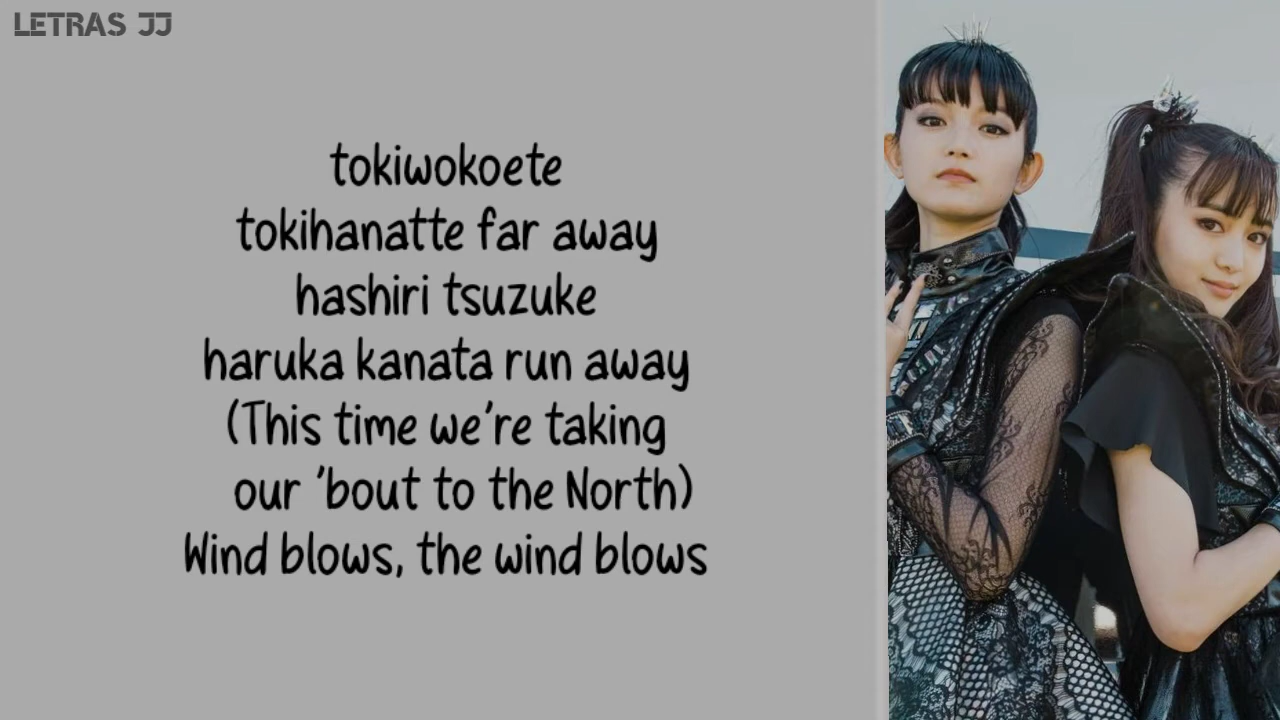 LETRAS JJ
tokiwokoete
tokihanatte far away
hashiri tsuzuke
haruka kanata run away
(This time we're taking
our 'bout to the North)
Wind blows, the wind blows